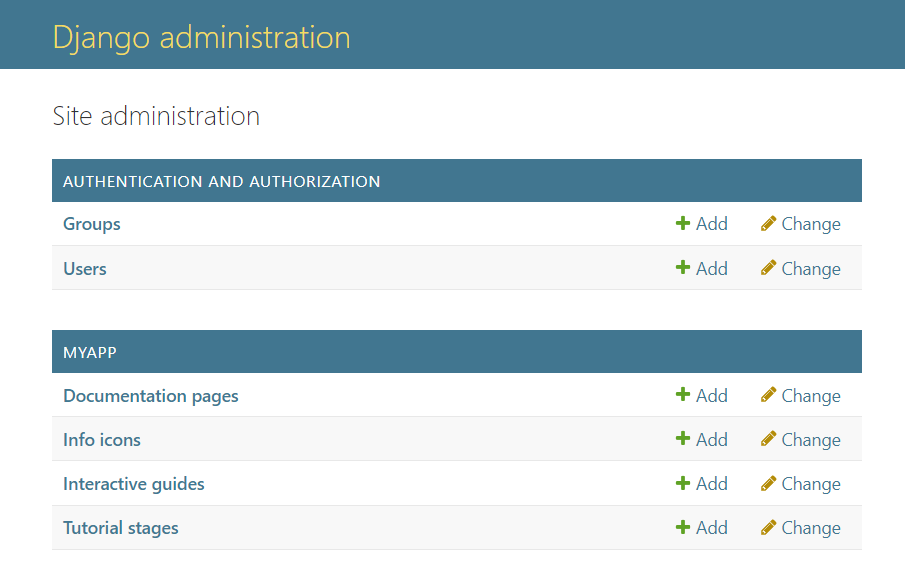 Django administration
Site administration
AUTHENTICATION AND AUTHORIZATION
Groups Add Change
Users Add Change
MYAPP
Documentation pages Add Change
Info icons Add Change
Interactive guides Add Change
Tutorial stages Add Change